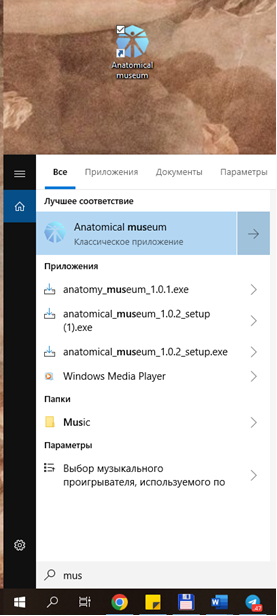 Anatomical
museum
Все Приложения Документы Параметры
Лучшее соответствие
Anatomical museum
Классическое приложение
Приложения
anatomy_museum_1.0.1.exe
anatomical_museum_1.0.2_setup
(1).exe
anatomical_museum_1.0.2_setup.exe
Windows Media Player
Папки
Music
Параметры
Выбор музыкального
проигрывателя, используемого по
mus
W
47